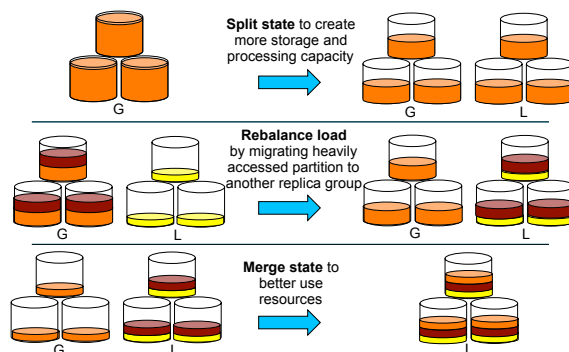 Split state to create
more storage and
processing capacity
G
G
L
Rebalance load
by migrating heavily
accessed partition to
another replica group
G
L
G
L
Merge state to
better use
resources
G
L
L